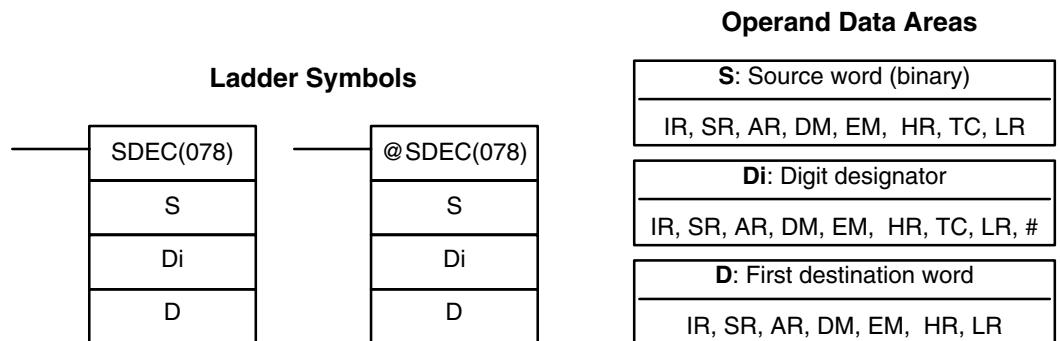 Operand Data Areas
Ladder Symbols
SDEC(078)
S
Di
D
@SDEC(078)
S
Di
D
S: Source word (binary)
IR, SR, AR, DM, EM, HR, TC, LR
Di: Digit designator
IR, SR, AR, DM, EM, HR, TC, LR, #
D: First destination word
IR, SR, AR, DM, EM, HR, LR